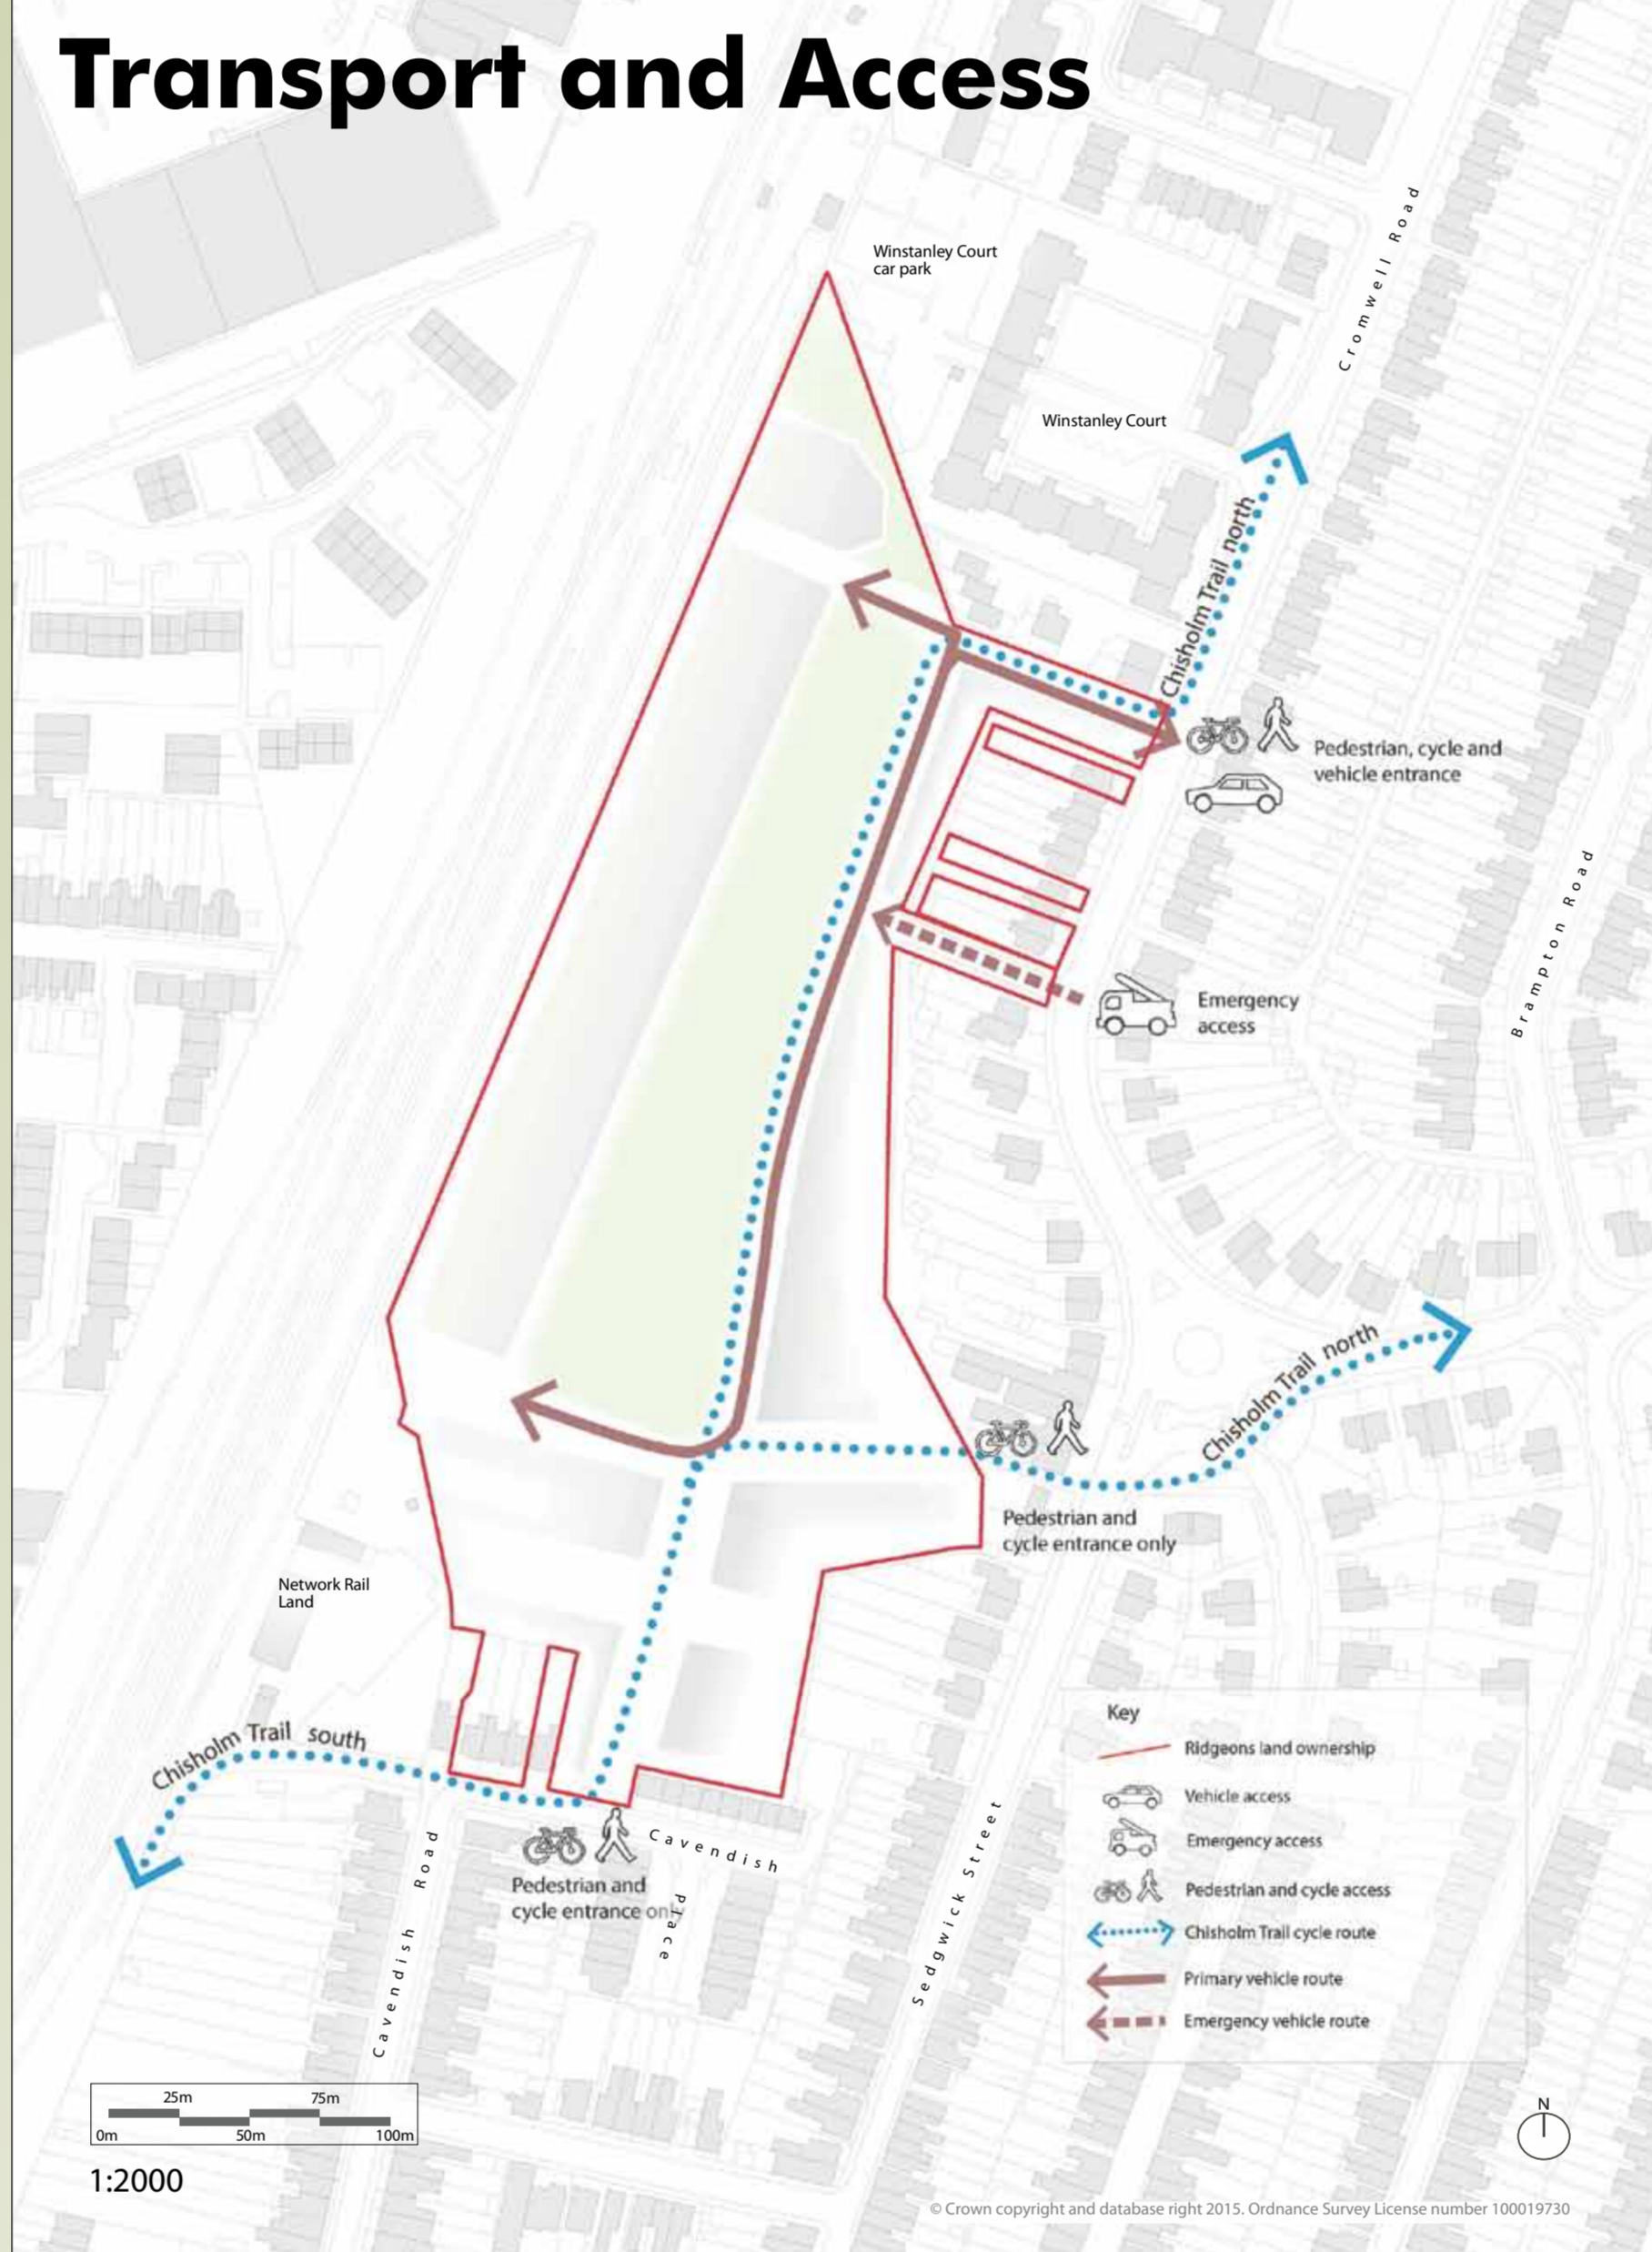 Transport and Access
Winstanley Court
car park
Cromwell Road
Winstanley Court
Chisholm Trail north
Pedestrian, cycle and
vehicle entrance
Brampton Road
Emergency
access
Chisholm Trail north
Pedestrian and
cycle entrance only
Network Rail
Land
Chisholm Trail south
Cavendish
Place
Pedestrian and
cycle entrance only
Cavendish Road
Sedgwick Street
Key
Ridgeons land ownership
Vehicle access
Emergency access
Pedestrian and cycle access
Chisholm Trail cycle route
Primary vehicle route
Emergency vehicle route
25m 75m
0m 50m 100m
1:2000
N
© Crown copyright and database right 2015. Ordnance Survey License number 100019730